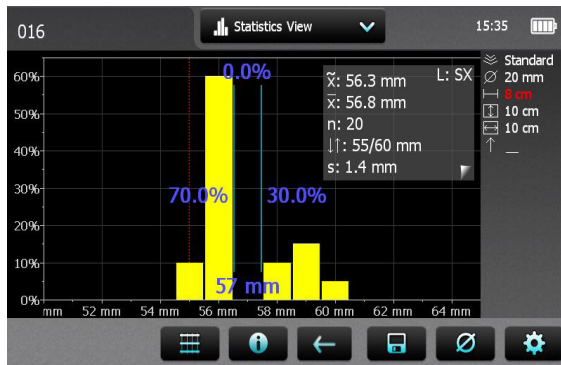 016
Statistics View
15:35
60%
50%
40%
30%
20%
10%
0%
0.0%
70.0%
30.0%
57 mm
x̃: 56.3 mm
L: SX
x̄: 56.8 mm
n: 20
↓↑: 55/60 mm
s: 1.4 mm
Standard
Ø 20 mm
8 cm
10 cm
10 cm
↑ __
mm 52 mm 54 mm 56 mm 58 mm 60 mm 62 mm 64 mm